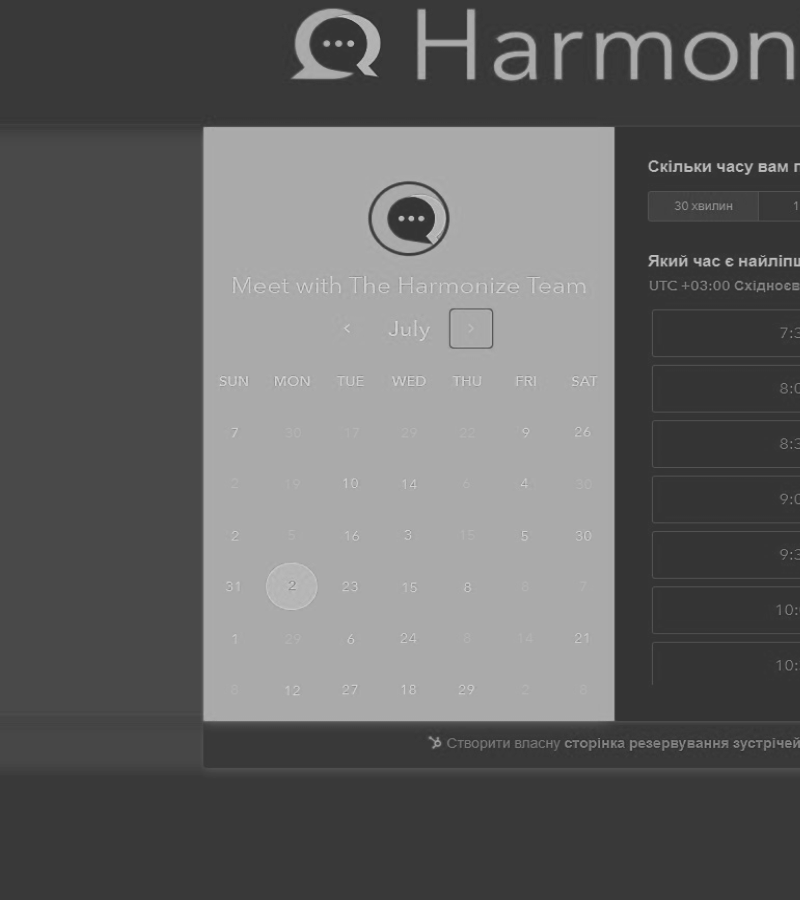 Harmon
Meet with The Harmonize Team
July
SUN MON TUE WED THU FRI SAT
7 30 17 29 22 9 26
2 19 10 14 6 4 30
2 5 16 3 15 5 30
31 2 23 15 8 8 7
1 29 6 24 8 14 21
8 12 27 18 29 2 8
Скільки часу вам п
30 хвилин 1
Який час є найліпш
UTC +03:00 Східноєв
7:3
8:0
8:3
9:0
9:3
10:
10:
Створити власну сторінка резервування зустрічей